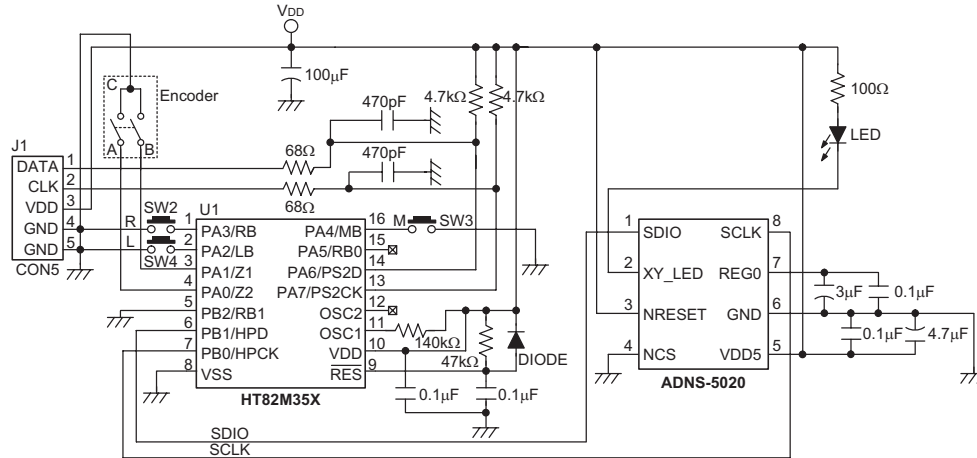 VDD
100µF
C
Encoder
A
B
470pF
4.7kΩ
4.7kΩ
68Ω
470pF
68Ω
100Ω
LED
J1
DATA 1
CLK 2
VDD 3
GND 4
GND 5
CON5
R SW2
L SW4
U1
1 PA3/RB
2 PA2/LB
3 PA1/Z1
4 PA0/Z2
5 PB2/RB1
6 PB1/HPD
7 PB0/HPCK
8 VSS
PA4/MB 16
PA5/RB0 15
PA6/PS2D 14
PA7/PS2CK 13
OSC2 12
OSC1 11
VDD 10
RES 9
HT82M35X
M SW3
140kΩ
47kΩ
DIODE
0.1µF
0.1µF
1 SDIO
2 XY_LED
3 NRESET
4 NCS
SCLK 8
REG0 7
GND 6
VDD5 5
ADNS-5020
3µF
0.1µF
0.1µF
4.7µF
SDIO
SCLK